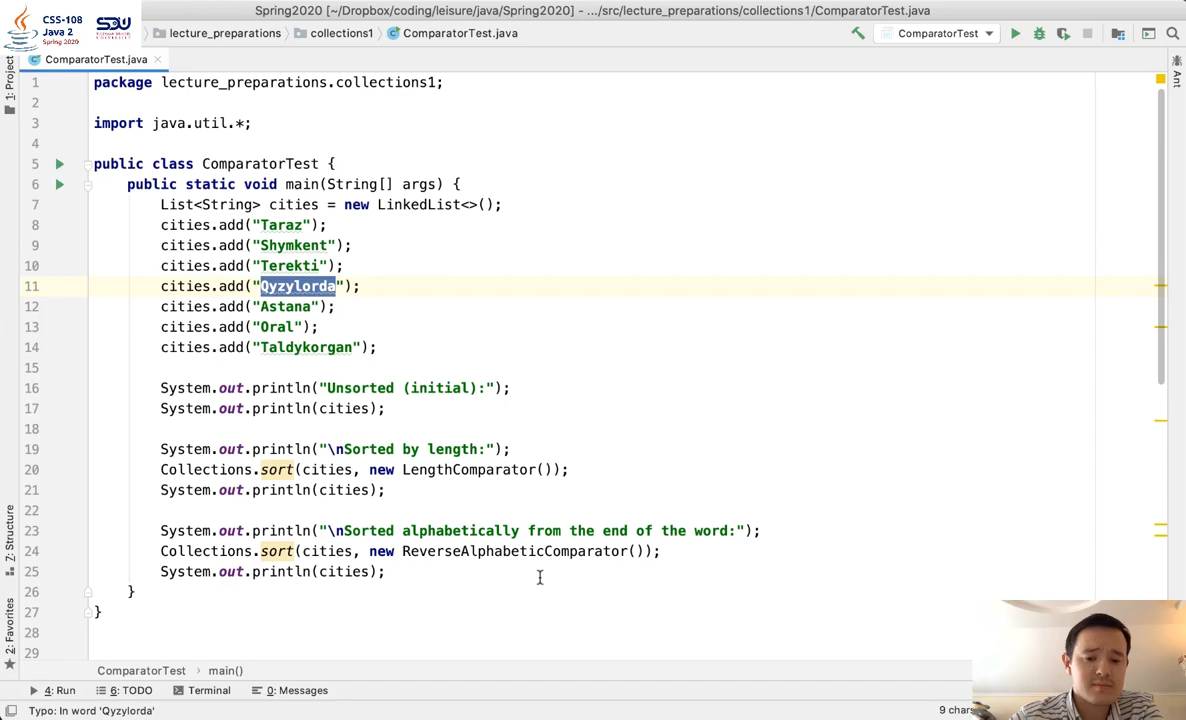 Spring2020 [~/Dropbox/coding/leisure/java/Spring2020] - .../src/lecture_preparations/collections1/ComparatorTest.java
CSS-108
Java 2
Spring 2020
SDU
lecture_preparations collections1 ComparatorTest.java ComparatorTest
ComparatorTest.java
1: Project
Ant
1 package lecture_preparations.collections1;
2
3 import java.util.*;
4
5 public class ComparatorTest {
6 public static void main(String[] args) {
7 List<String> cities = new LinkedList<>();
8 cities.add("Taraz");
9 cities.add("Shymkent");
10 cities.add("Terekti");
11 cities.add("Qyzylorda");
12 cities.add("Astana");
13 cities.add("Oral");
14 cities.add("Taldykorgan");
15
16 System.out.println("Unsorted (initial):");
17 System.out.println(cities);
18
19 System.out.println("\nSorted by length:");
20 Collections.sort(cities, new LengthComparator());
21 System.out.println(cities);
22
23 System.out.println("\nSorted alphabetically from the end of the word:");
24 Collections.sort(cities, new ReverseAlphabeticComparator());
25 System.out.println(cities);
26 }
27 }
28
29
7: Structure
2: Favorites
ComparatorTest › main()
4: Run 6: TODO Terminal 0: Messages
Typo: In word 'Qyzylorda' 9 chars